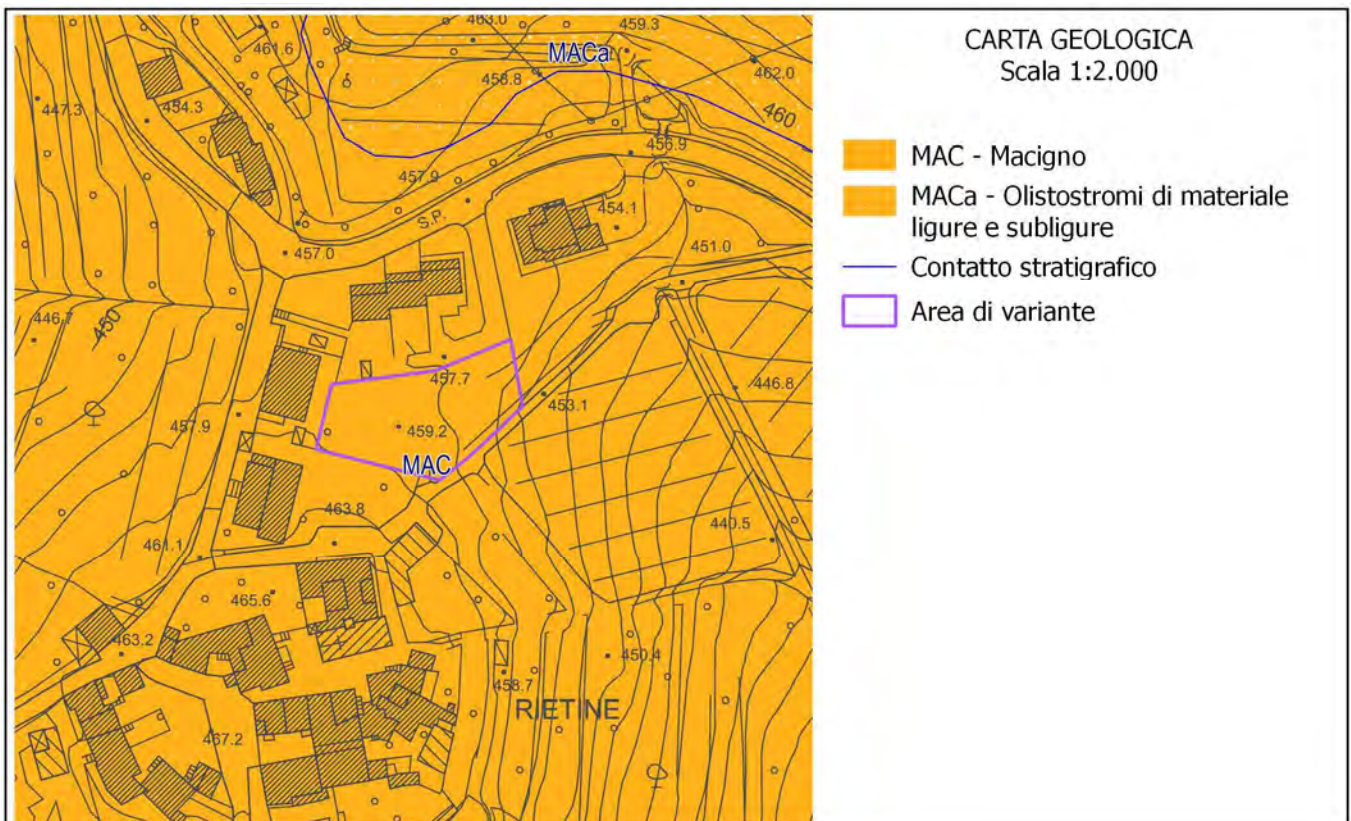 CARTA GEOLOGICA
Scala 1:2.000
MAC - Macigno
MACa - Olistostromi di materiale
ligure e subligure
Contatto stratigrafico
Area di variante
463.0
459.3
461.6
MACa
458.8
462.0
447.3
454.3
460
456.9
457.9
S.P.
454.1
457.0
451.0
446.7
450
457.7
446.8
453.1
457.9
459.2
MAC
463.8
440.5
461.1
465.6
463.2
450.4
458.7
RIETINE
467.2